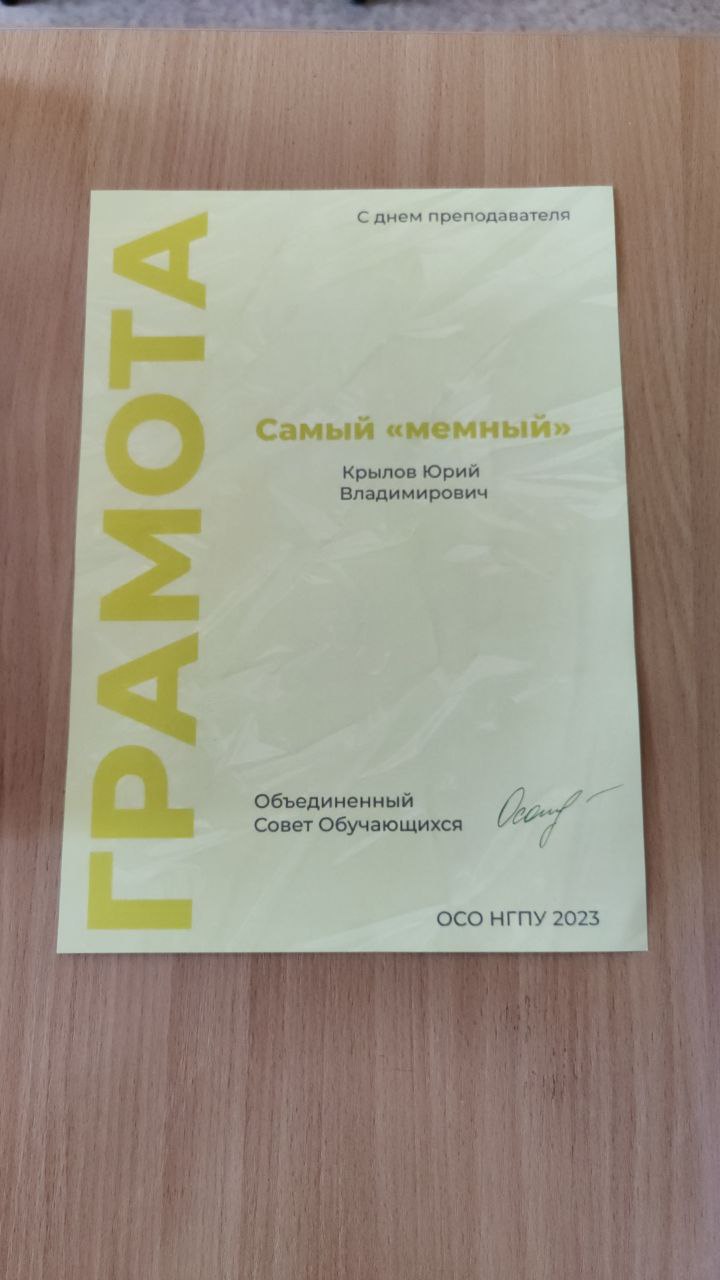 ГРАМОТА
С днем преподавателя
Самый «мемный»
Крылов Юрий
Владимирович
Объединенный
Совет Обучающихся
ОСО НГПУ 2023